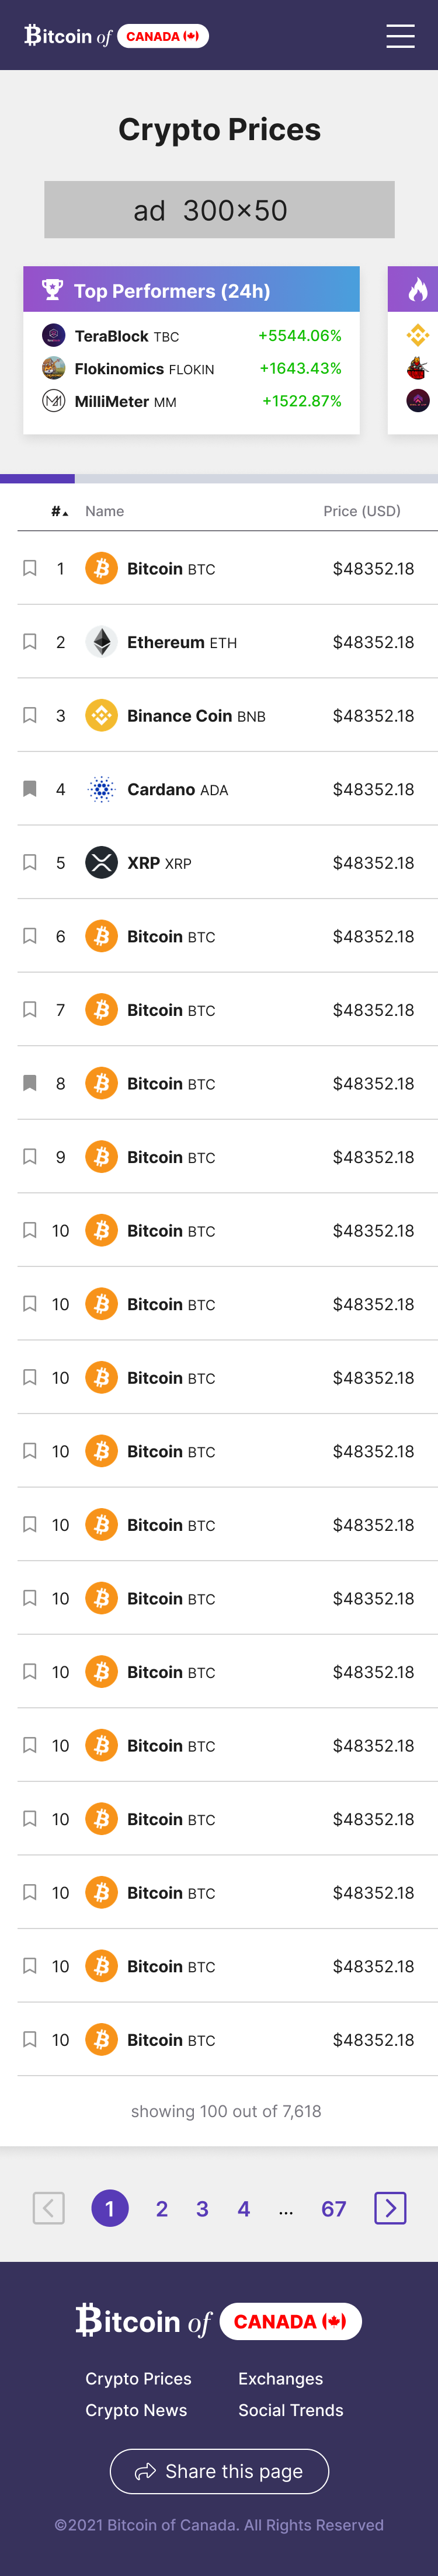 Bitcoin of CANADA
Crypto Prices
ad 300×50
Top Performers (24h)
TeraBlock TBC +5544.06%
Flokinomics FLOKIN +1643.43%
MilliMeter MM +1522.87%
# Name Price (USD)
1 Bitcoin BTC $48352.18
2 Ethereum ETH $48352.18
3 Binance Coin BNB $48352.18
4 Cardano ADA $48352.18
5 XRP XRP $48352.18
6 Bitcoin BTC $48352.18
7 Bitcoin BTC $48352.18
8 Bitcoin BTC $48352.18
9 Bitcoin BTC $48352.18
10 Bitcoin BTC $48352.18
10 Bitcoin BTC $48352.18
10 Bitcoin BTC $48352.18
10 Bitcoin BTC $48352.18
10 Bitcoin BTC $48352.18
10 Bitcoin BTC $48352.18
10 Bitcoin BTC $48352.18
10 Bitcoin BTC $48352.18
10 Bitcoin BTC $48352.18
10 Bitcoin BTC $48352.18
10 Bitcoin BTC $48352.18
10 Bitcoin BTC $48352.18
showing 100 out of 7,618
1 2 3 4 ... 67
Bitcoin of CANADA
Crypto Prices Exchanges
Crypto News Social Trends
Share this page
©2021 Bitcoin of Canada. All Rights Reserved